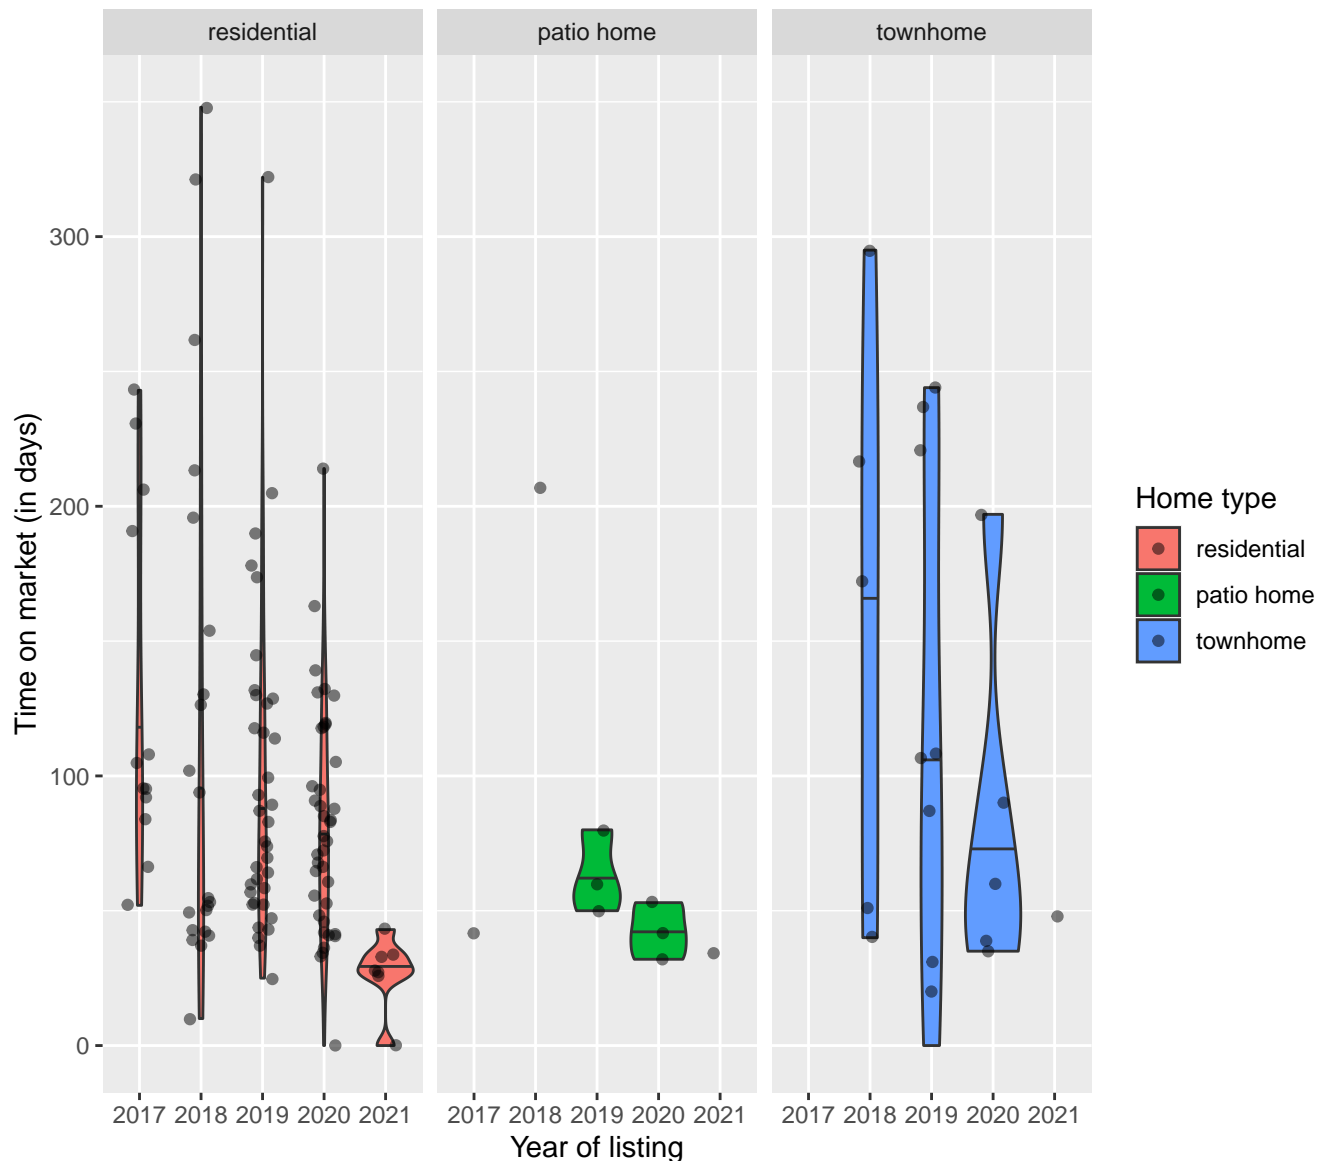 residential patio home townhome
300
200
100
0
Time on market (in days)
2017 2018 2019 2020 2021 2017 2018 2019 2020 2021 2017 2018 2019 2020 2021
Year of listing
Home type
residential
patio home
townhome